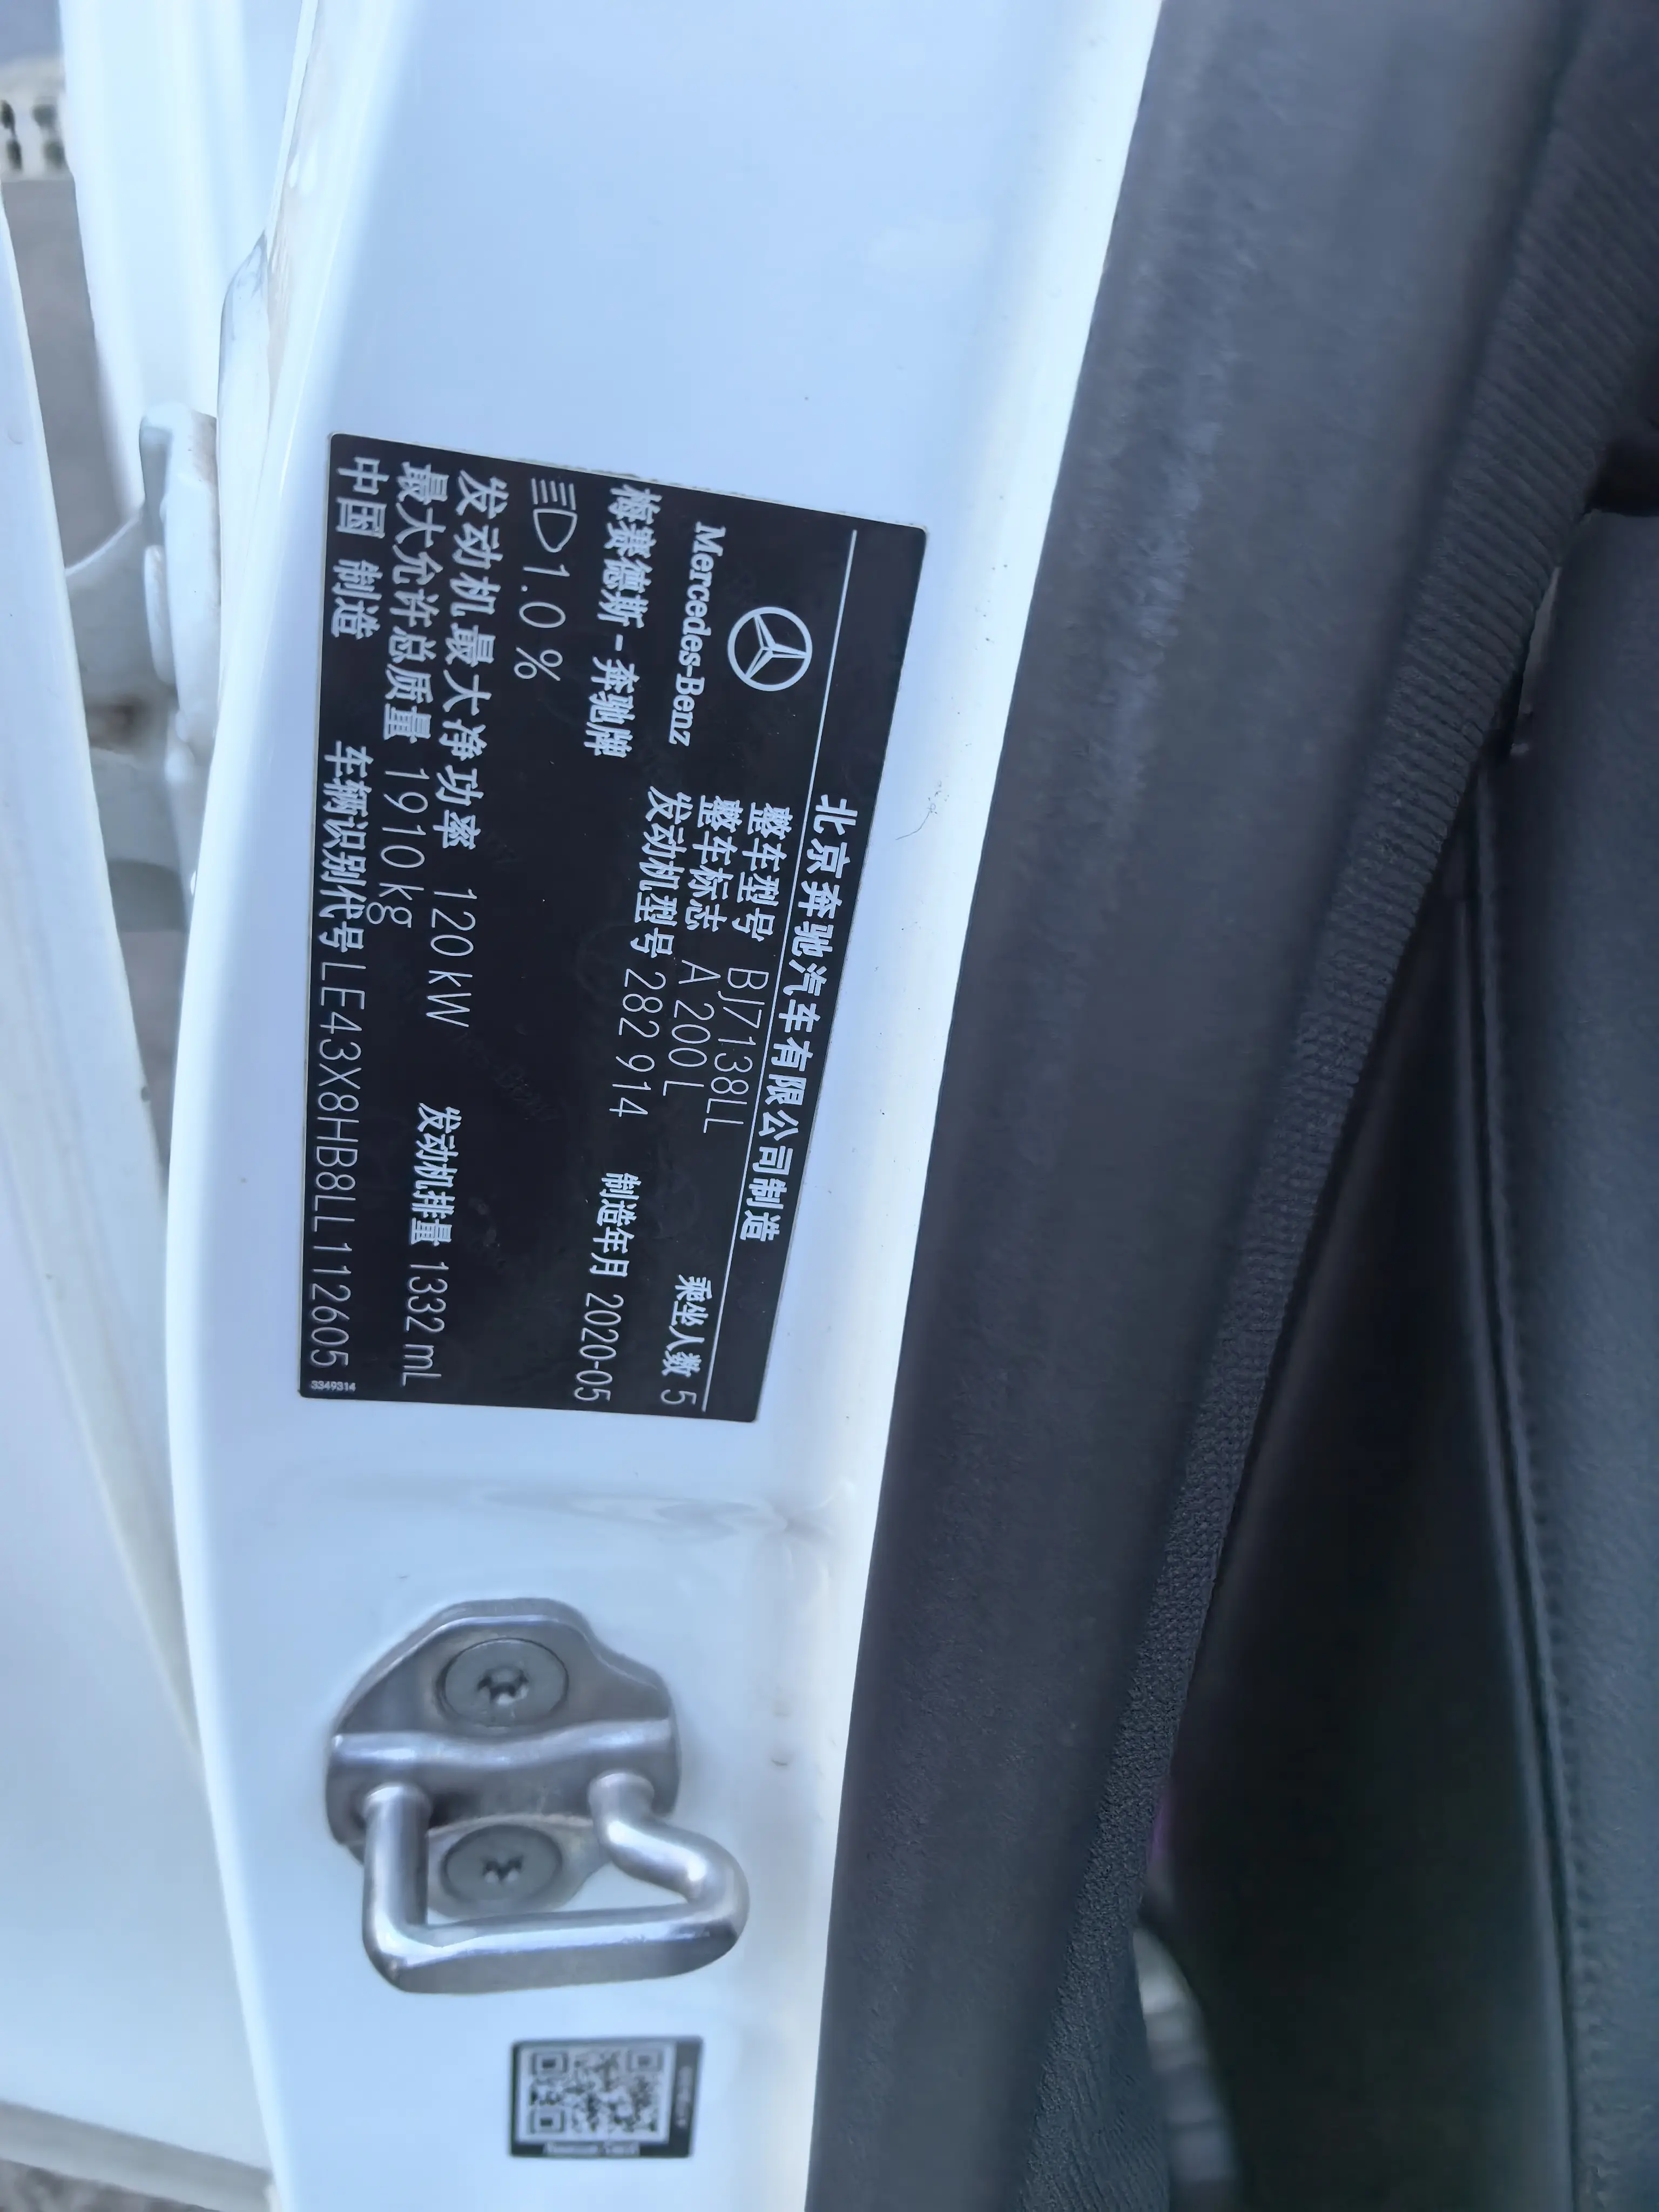 北京奔驰汽车有限公司制造
Mercedes-Benz
梅赛德斯-奔驰牌
整车型号 BJ7138LL
整车标志 A 200 L
发动机型号 282 914
乘坐人数 5
制造年月 2020-05
1.0 %
发动机最大净功率 120 kW
发动机排量 1332 mL
最大允许总质量 1910 kg
中国 制造
车辆识别代号 LE43X8HB8LL112605
3349314